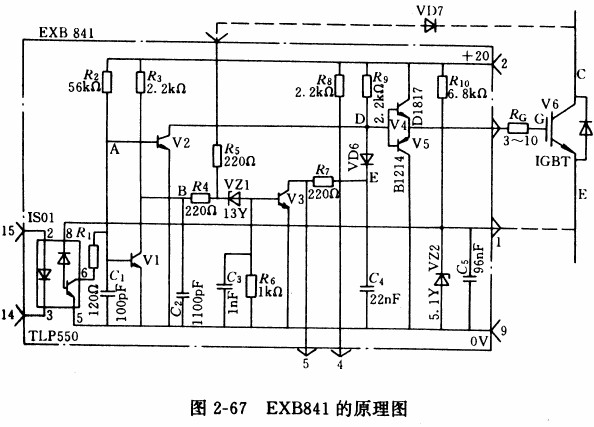 VD7
EXB 841
+20
2
R₂
56kΩ
R₃
2.2kΩ
R₈
2.2kΩ
R₉
2.2kΩ
D1817
R₁₀
6.8kΩ
C
V6
R_G
G
3~10
IGBT
E
A
V2
R₅
220Ω
D
V4
V5
VD6
B1214
B
R₄
220Ω
VZ1
13Y
V3
R₇
220Ω
E
15
IS01
2
8
R₁
6
120Ω
C₁
100pF
V1
C₂
1100pF
C₃
1nF
R₆
1kΩ
C₄
22nF
5.1Y VZ2
C₅
96nF
1
14
3
5
TLP550
5
4
0V
9
图 2-67 EXB841 的原理图